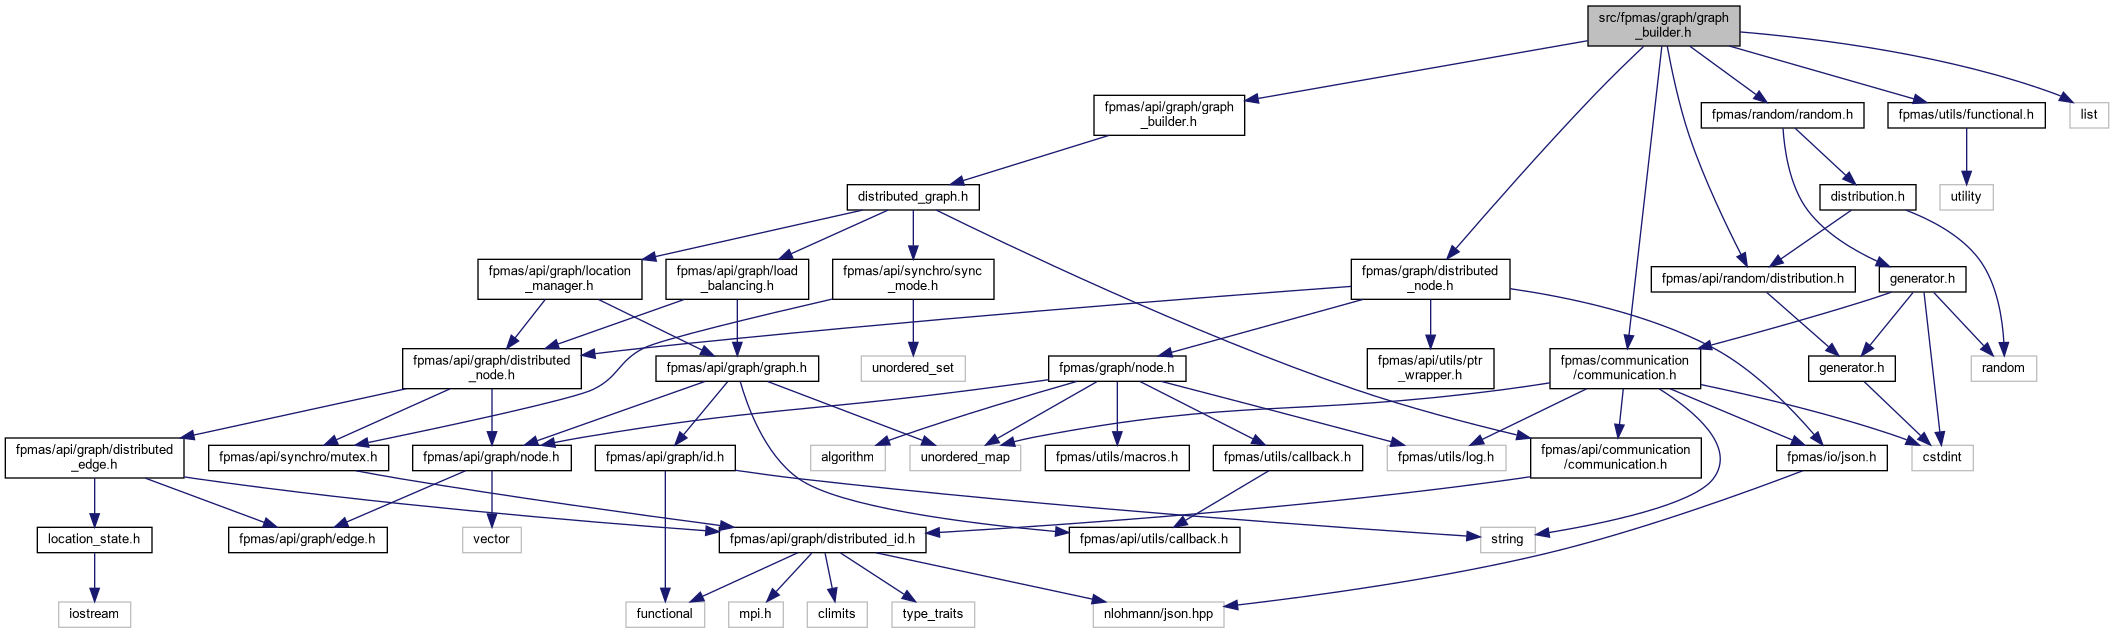 src/fpmas/graph/graph
_builder.h
fpmas/api/graph/graph
_builder.h
fpmas/random/random.h
fpmas/utils/functional.h
list
distributed_graph.h
distribution.h
utility
fpmas/api/graph/location
_manager.h
fpmas/api/graph/load
_balancing.h
fpmas/api/synchro/sync
_mode.h
fpmas/graph/distributed
_node.h
fpmas/api/random/distribution.h
generator.h
fpmas/api/graph/distributed
_node.h
fpmas/api/graph/graph.h
unordered_set
fpmas/graph/node.h
fpmas/api/utils/ptr
_wrapper.h
fpmas/communication
/communication.h
generator.h
random
fpmas/api/graph/distributed
_edge.h
fpmas/api/synchro/mutex.h
fpmas/api/graph/node.h
fpmas/api/graph/id.h
algorithm
unordered_map
fpmas/utils/macros.h
fpmas/utils/callback.h
fpmas/utils/log.h
fpmas/api/communication
/communication.h
fpmas/io/json.h
cstdint
location_state.h
fpmas/api/graph/edge.h
vector
fpmas/api/graph/distributed_id.h
fpmas/api/utils/callback.h
string
iostream
functional
mpi.h
climits
type_traits
nlohmann/json.hpp